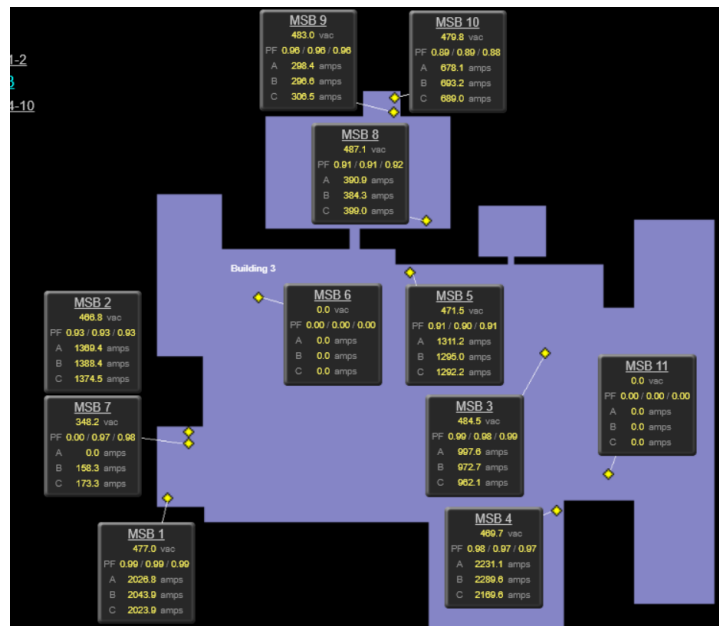 MSB 9
483.0 vac
PF 0.96 / 0.96 / 0.96
A 298.4 amps
B 296.6 amps
C 306.5 amps
MSB 10
479.8 vac
PF 0.89 / 0.89 / 0.88
A 678.1 amps
B 693.2 amps
C 689.0 amps
1-2
3
4-10
MSB 8
487.1 vac
PF 0.91 / 0.91 / 0.92
A 390.9 amps
B 384.3 amps
C 399.0 amps
Building 3
MSB 2
466.8 vac
PF 0.93 / 0.93 / 0.93
A 1369.4 amps
B 1388.4 amps
C 1374.5 amps
MSB 6
0.0 vac
PF 0.00 / 0.00 / 0.00
A 0.0 amps
B 0.0 amps
C 0.0 amps
MSB 5
471.5 vac
PF 0.91 / 0.90 / 0.91
A 1311.2 amps
B 1295.0 amps
C 1292.2 amps
MSB 11
0.0 vac
PF 0.00 / 0.00 / 0.00
A 0.0 amps
B 0.0 amps
C 0.0 amps
MSB 7
348.2 vac
PF 0.00 / 0.97 / 0.98
A 0.0 amps
B 158.3 amps
C 173.3 amps
MSB 3
484.5 vac
PF 0.99 / 0.98 / 0.99
A 997.6 amps
B 972.7 amps
C 962.1 amps
MSB 1
477.0 vac
PF 0.99 / 0.99 / 0.99
A 2026.8 amps
B 2043.9 amps
C 2023.9 amps
MSB 4
469.7 vac
PF 0.98 / 0.97 / 0.97
A 2231.1 amps
B 2289.6 amps
C 2169.6 amps